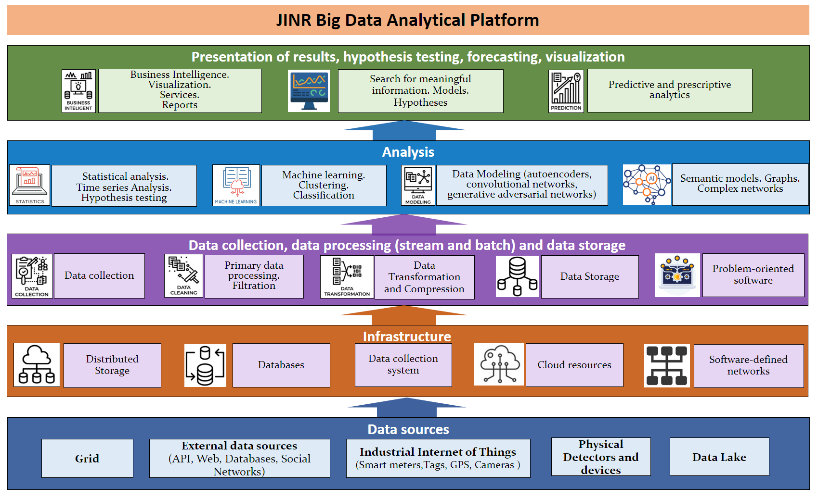 JINR Big Data Analytical Platform
Presentation of results, hypothesis testing, forecasting, visualization
BUSINESS
INTELIGENT
Business Intelligence.
Visualization.
Services.
Reports
Search for meaningful
information. Models.
Hypotheses
PREDICTION
Predictive and prescriptive
analytics
Analysis
STATISTICS
Statistical analysis.
Time series Analysis.
Hypothesis testing
MACHINE LEARNING
Machine learning.
Clustering.
Classification
DATA
MODELING
Data Modeling (autoencoders,
convolutional networks,
generative adversarial networks)
AI
Semantic models. Graphs.
Complex networks
Data collection, data processing (stream and batch) and data storage
DATA
COLLECTION
Data collection
DATA
CLEANING
Primary data
processing.
Filtration
DATA
TRANSFORMATION
Data
Transformation
and Compression
Data Storage
Problem-oriented
software
Infrastructure
Distributed
Storage
Databases
Data collection
system
Cloud resources
Software-defined
networks
Data sources
Grid
External data sources
(API, Web, Databases, Social
Networks)
Industrial Internet of Things
(Smart meters,Tags, GPS, Cameras )
Physical
Detectors and
devices
Data Lake